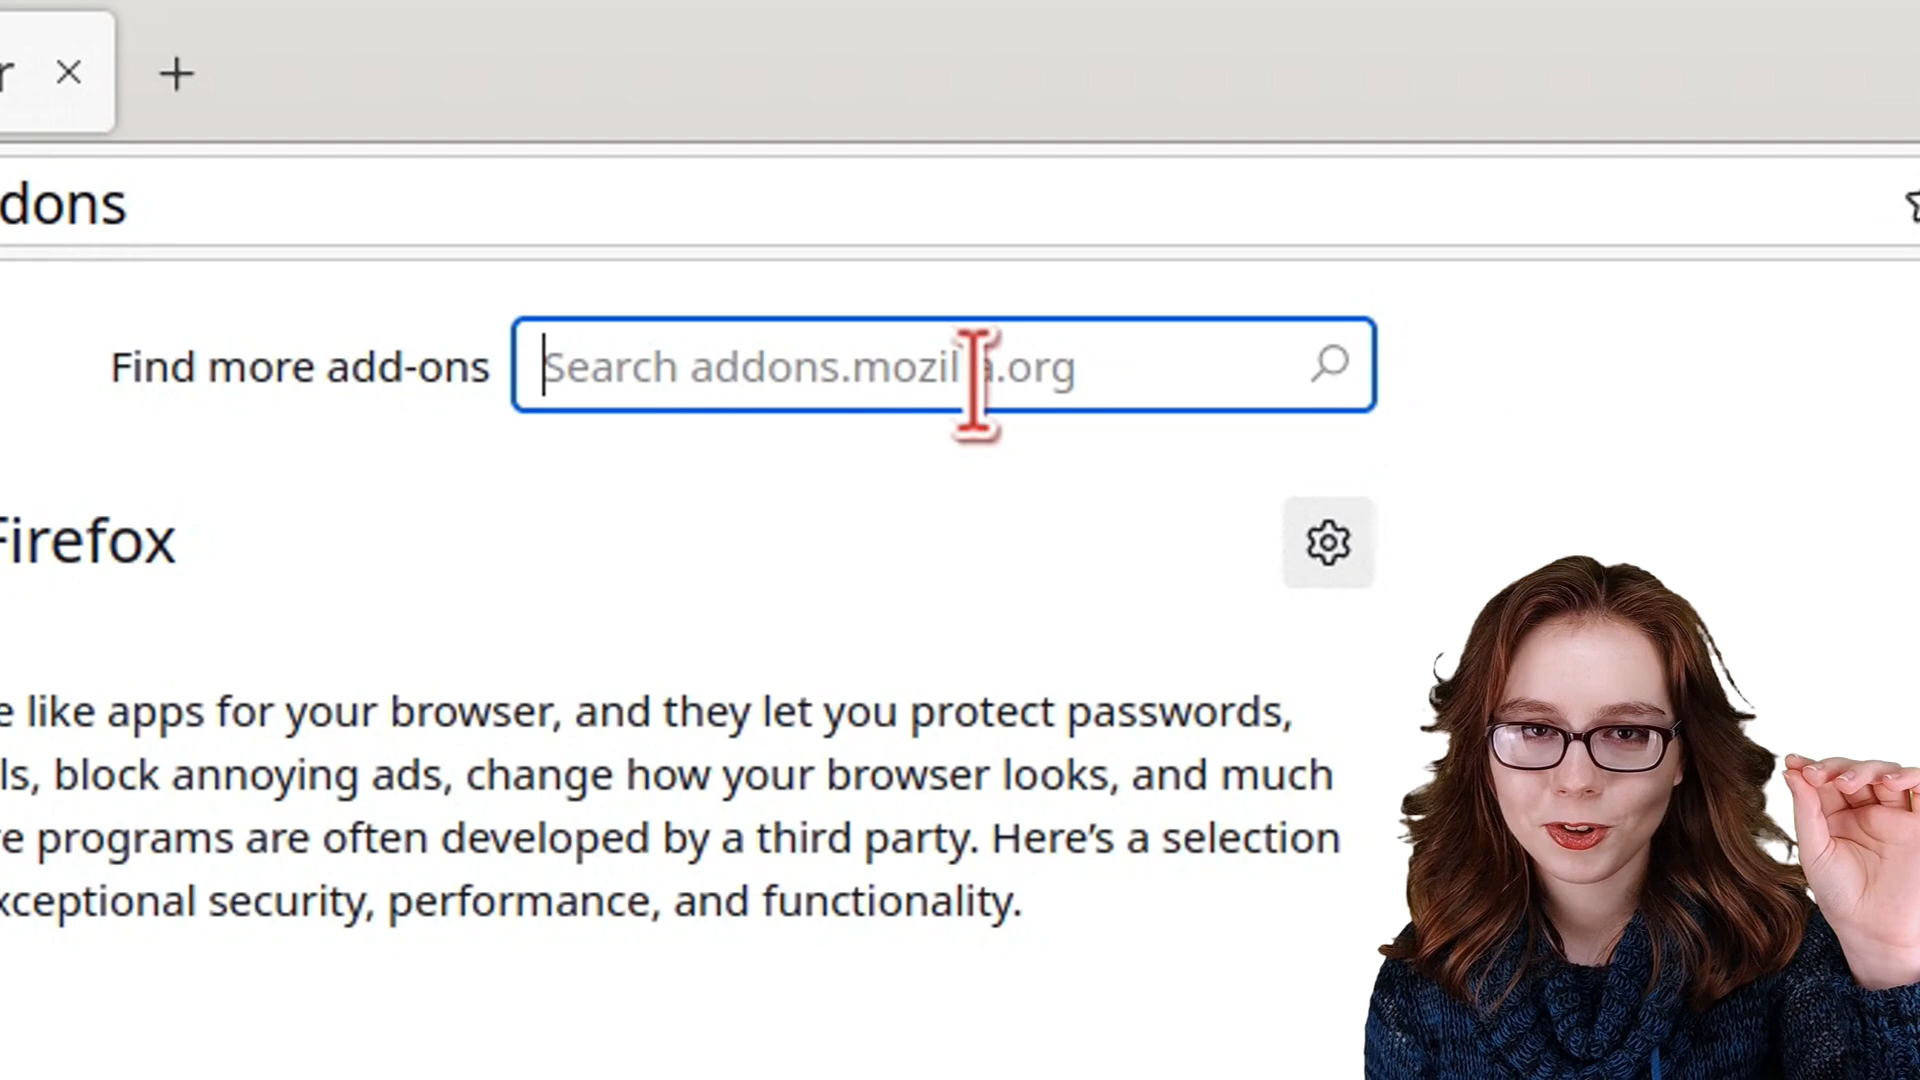 r
dons
Find more add-ons
Search addons.mozilla.org
Firefox
e like apps for your browser, and they let you protect passwords,
ls, block annoying ads, change how your browser looks, and much
e programs are often developed by a third party. Here’s a selection
xceptional security, performance, and functionality.